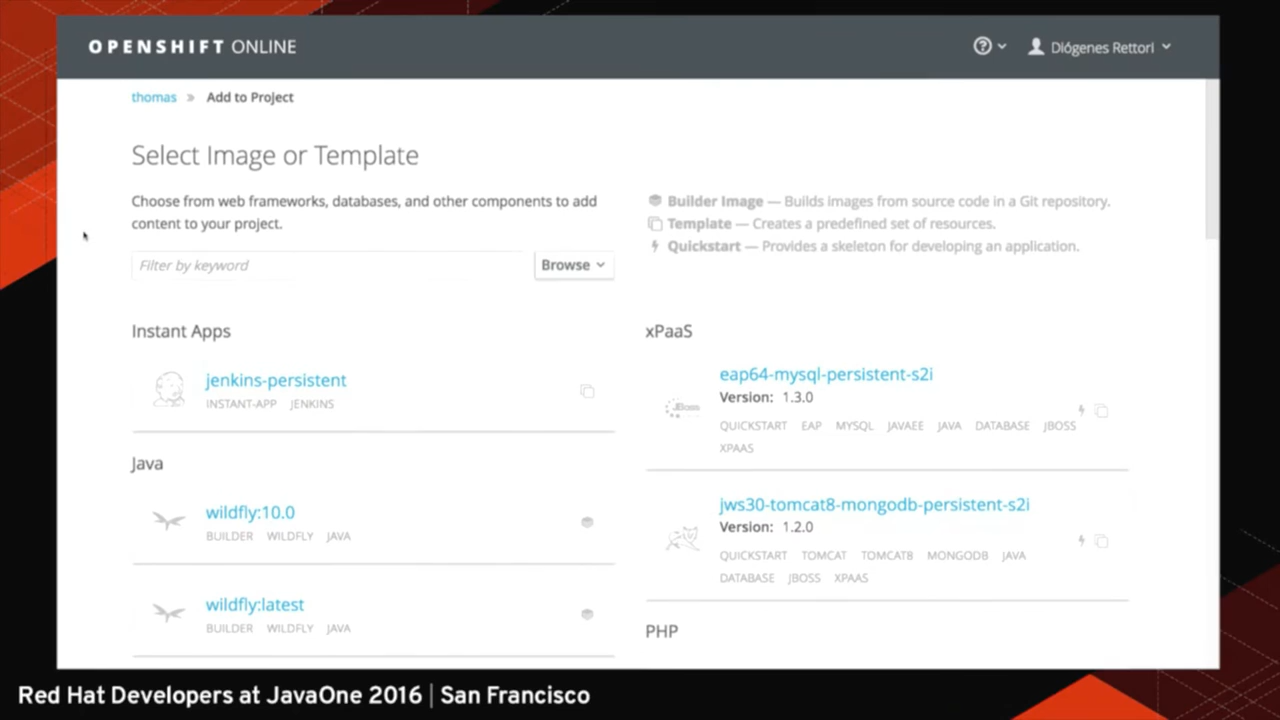 OPENSHIFT ONLINE
Diógenes Rettori
thomas » Add to Project
Select Image or Template
Choose from web frameworks, databases, and other components to add
content to your project.
Builder Image — Builds images from source code in a Git repository.
Template — Creates a predefined set of resources.
Quickstart — Provides a skeleton for developing an application.
Filter by keyword
Browse
Instant Apps
jenkins-persistent
INSTANT-APP JENKINS
Java
wildfly:10.0
BUILDER WILDFLY JAVA
wildfly:latest
BUILDER WILDFLY JAVA
xPaaS
JBoss
eap64-mysql-persistent-s2i
Version: 1.3.0
QUICKSTART EAP MYSQL JAVAEE JAVA DATABASE JBOSS
XPAAS
jws30-tomcat8-mongodb-persistent-s2i
Version: 1.2.0
QUICKSTART TOMCAT TOMCAT8 MONGODB JAVA
DATABASE JBOSS XPAAS
PHP
Red Hat Developers at JavaOne 2016 | San Francisco